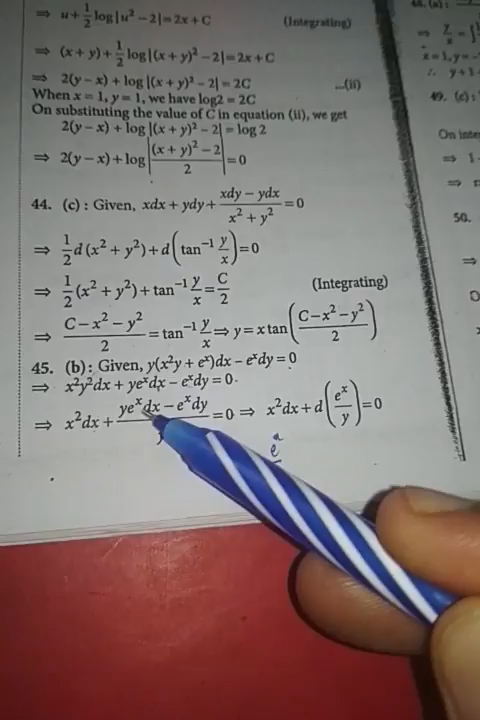 ⇒ u + 1/2 log|u² − 2| = 2x + C (Integrating)
⇒ (x + y) + 1/2 log|(x + y)² − 2| = 2x + C
⇒ 2(y − x) + log|(x + y)² − 2| = 2C ...(ii)
When x = 1, y = 1, we have log2 = 2C
On substituting the value of C in equation (ii), we get
2(y − x) + log|(x + y)² − 2| = log 2
⇒ 2(y − x) + log|((x + y)² − 2)/2| = 0
44. (c) : Given, xdx + ydy + (xdy − ydx)/(x² + y²) = 0
⇒ 1/2 d(x² + y²) + d(tan⁻¹ y/x) = 0
⇒ 1/2 (x² + y²) + tan⁻¹ y/x = C/2 (Integrating)
⇒ (C − x² − y²)/2 = tan⁻¹ y/x ⇒ y = x tan((C − x² − y²)/2)
45. (b) : Given, y(x²y + eˣ)dx − eˣdy = 0
⇒ x²y²dx + yeˣdx − eˣdy = 0
⇒ x²dx + (yeˣdx − eˣdy)/ = 0 ⇒ x²dx + d(eˣ/y) = 0
49. (c) :
On inte
50.